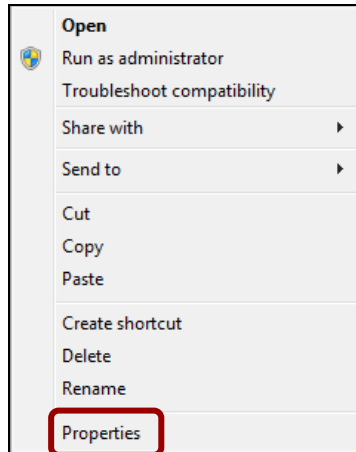 Open
Run as administrator
Troubleshoot compatibility
Share with
Send to
Cut
Copy
Paste
Create shortcut
Delete
Rename
Properties